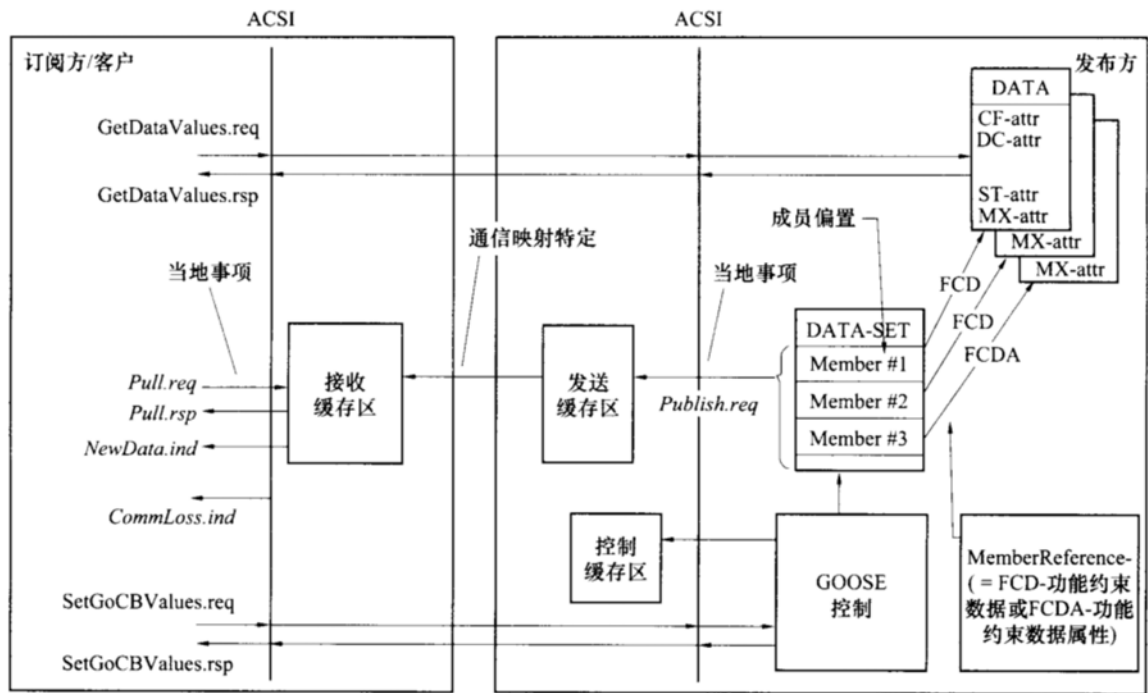 ACSI
ACSI
订阅方/客户
发布方
DATA
CF-attr
DC-attr
ST-attr
MX-attr
MX-attr
MX-attr
GetDataValues.req
GetDataValues.rsp
通信映射特定
成员偏置
当地事项
当地事项
FCD
FCD
FCDA
DATA-SET
Member #1
Member #2
Member #3
Pull.req
Pull.rsp
NewData.ind
CommLoss.ind
接收
缓存区
发送
缓存区
Publish.req
控制
缓存区
GOOSE
控制
MemberReference-
( = FCD-功能约束
数据或FCDA-功能
约束数据属性)
SetGoCBValues.req
SetGoCBValues.rsp